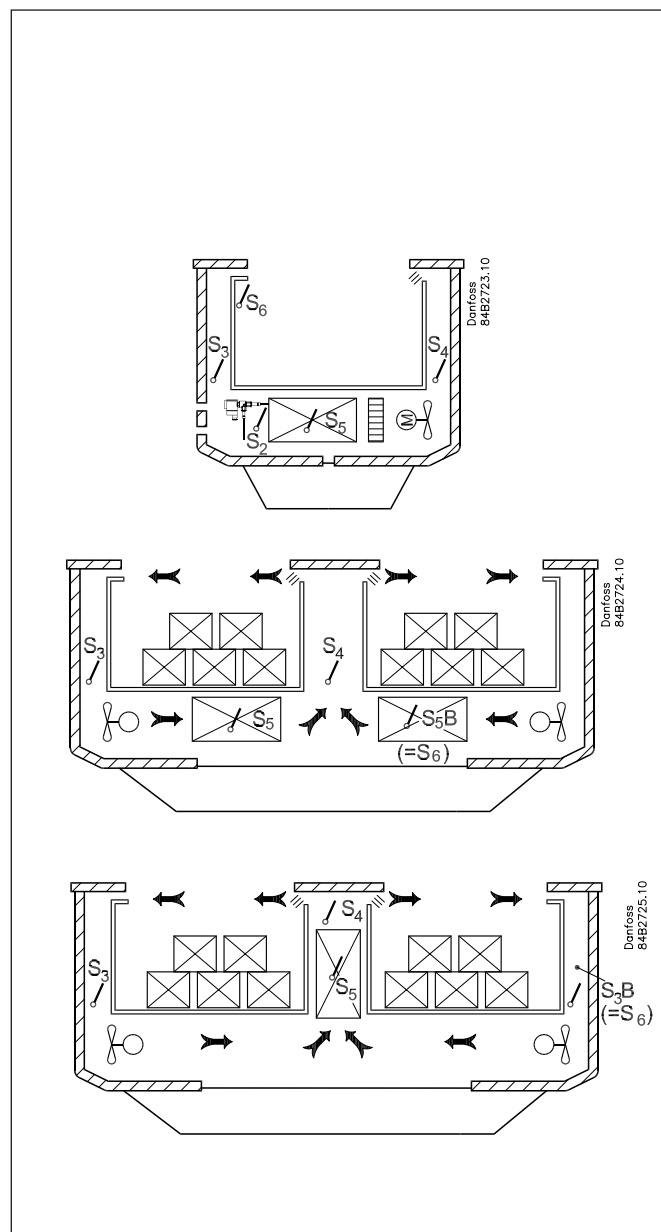 S6
S3
S4
S5
S2
M
Danfoss
84B2723.10
S3
S4
S5
S5B
(=S6)
Danfoss
84B2724.10
S4
S3
S5
S3B
(=S6)
Danfoss
84B2725.10